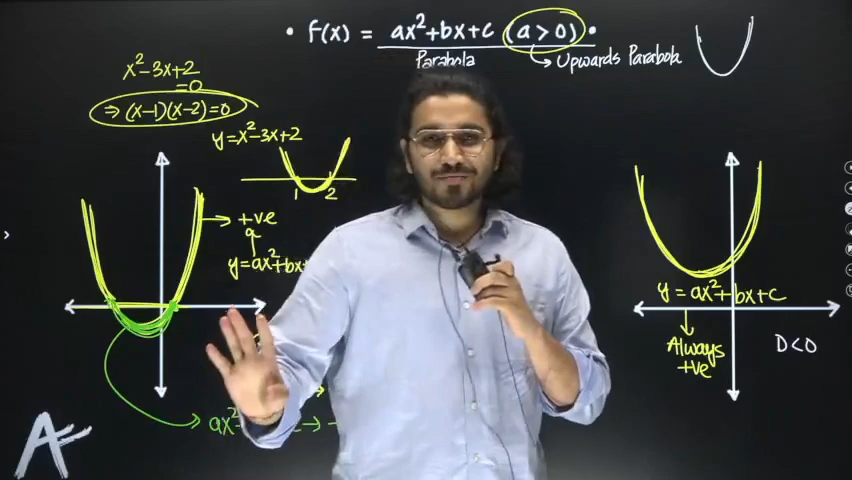 • f(x) = ax²+bx+c (a > 0) •
Parabola
Upwards Parabola
x²-3x+2
=0
⇒ (x-1)(x-2)=0
y=x²-3x+2
1 2
+ve
a
y=ax²+bx+
y = ax²+bx+c
Always
+ve
D<0
ax²
A